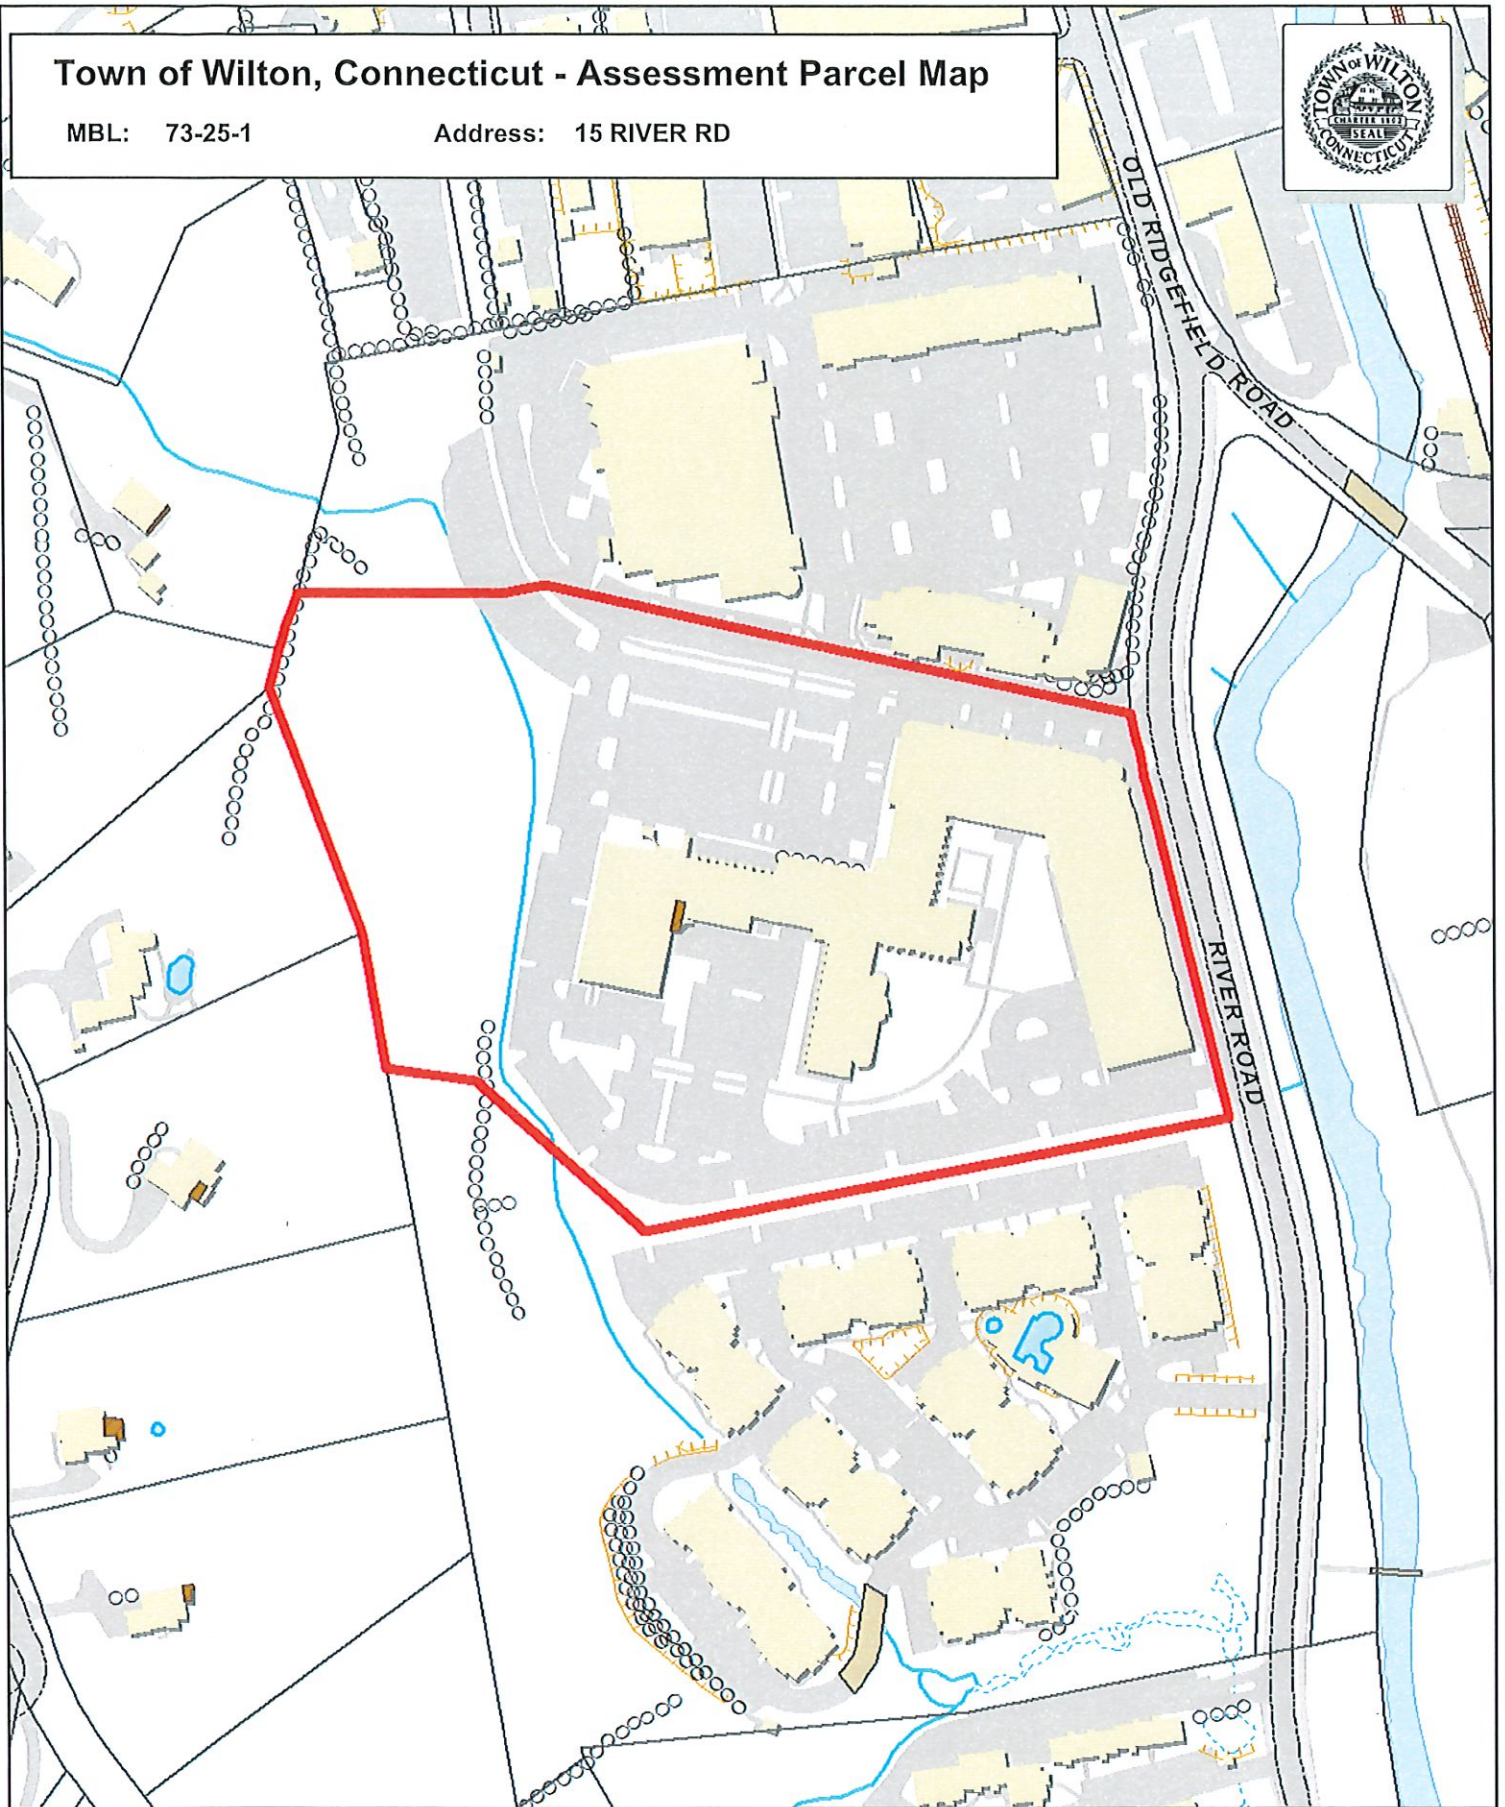 Town of Wilton, Connecticut - Assessment Parcel Map
MBL: 73-25-1 Address: 15 RIVER RD
TOWN OF WILTON
CHARTER 1802
SEAL
CONNECTICUT
OLD RIDGEFIELD ROAD
RIVER ROAD